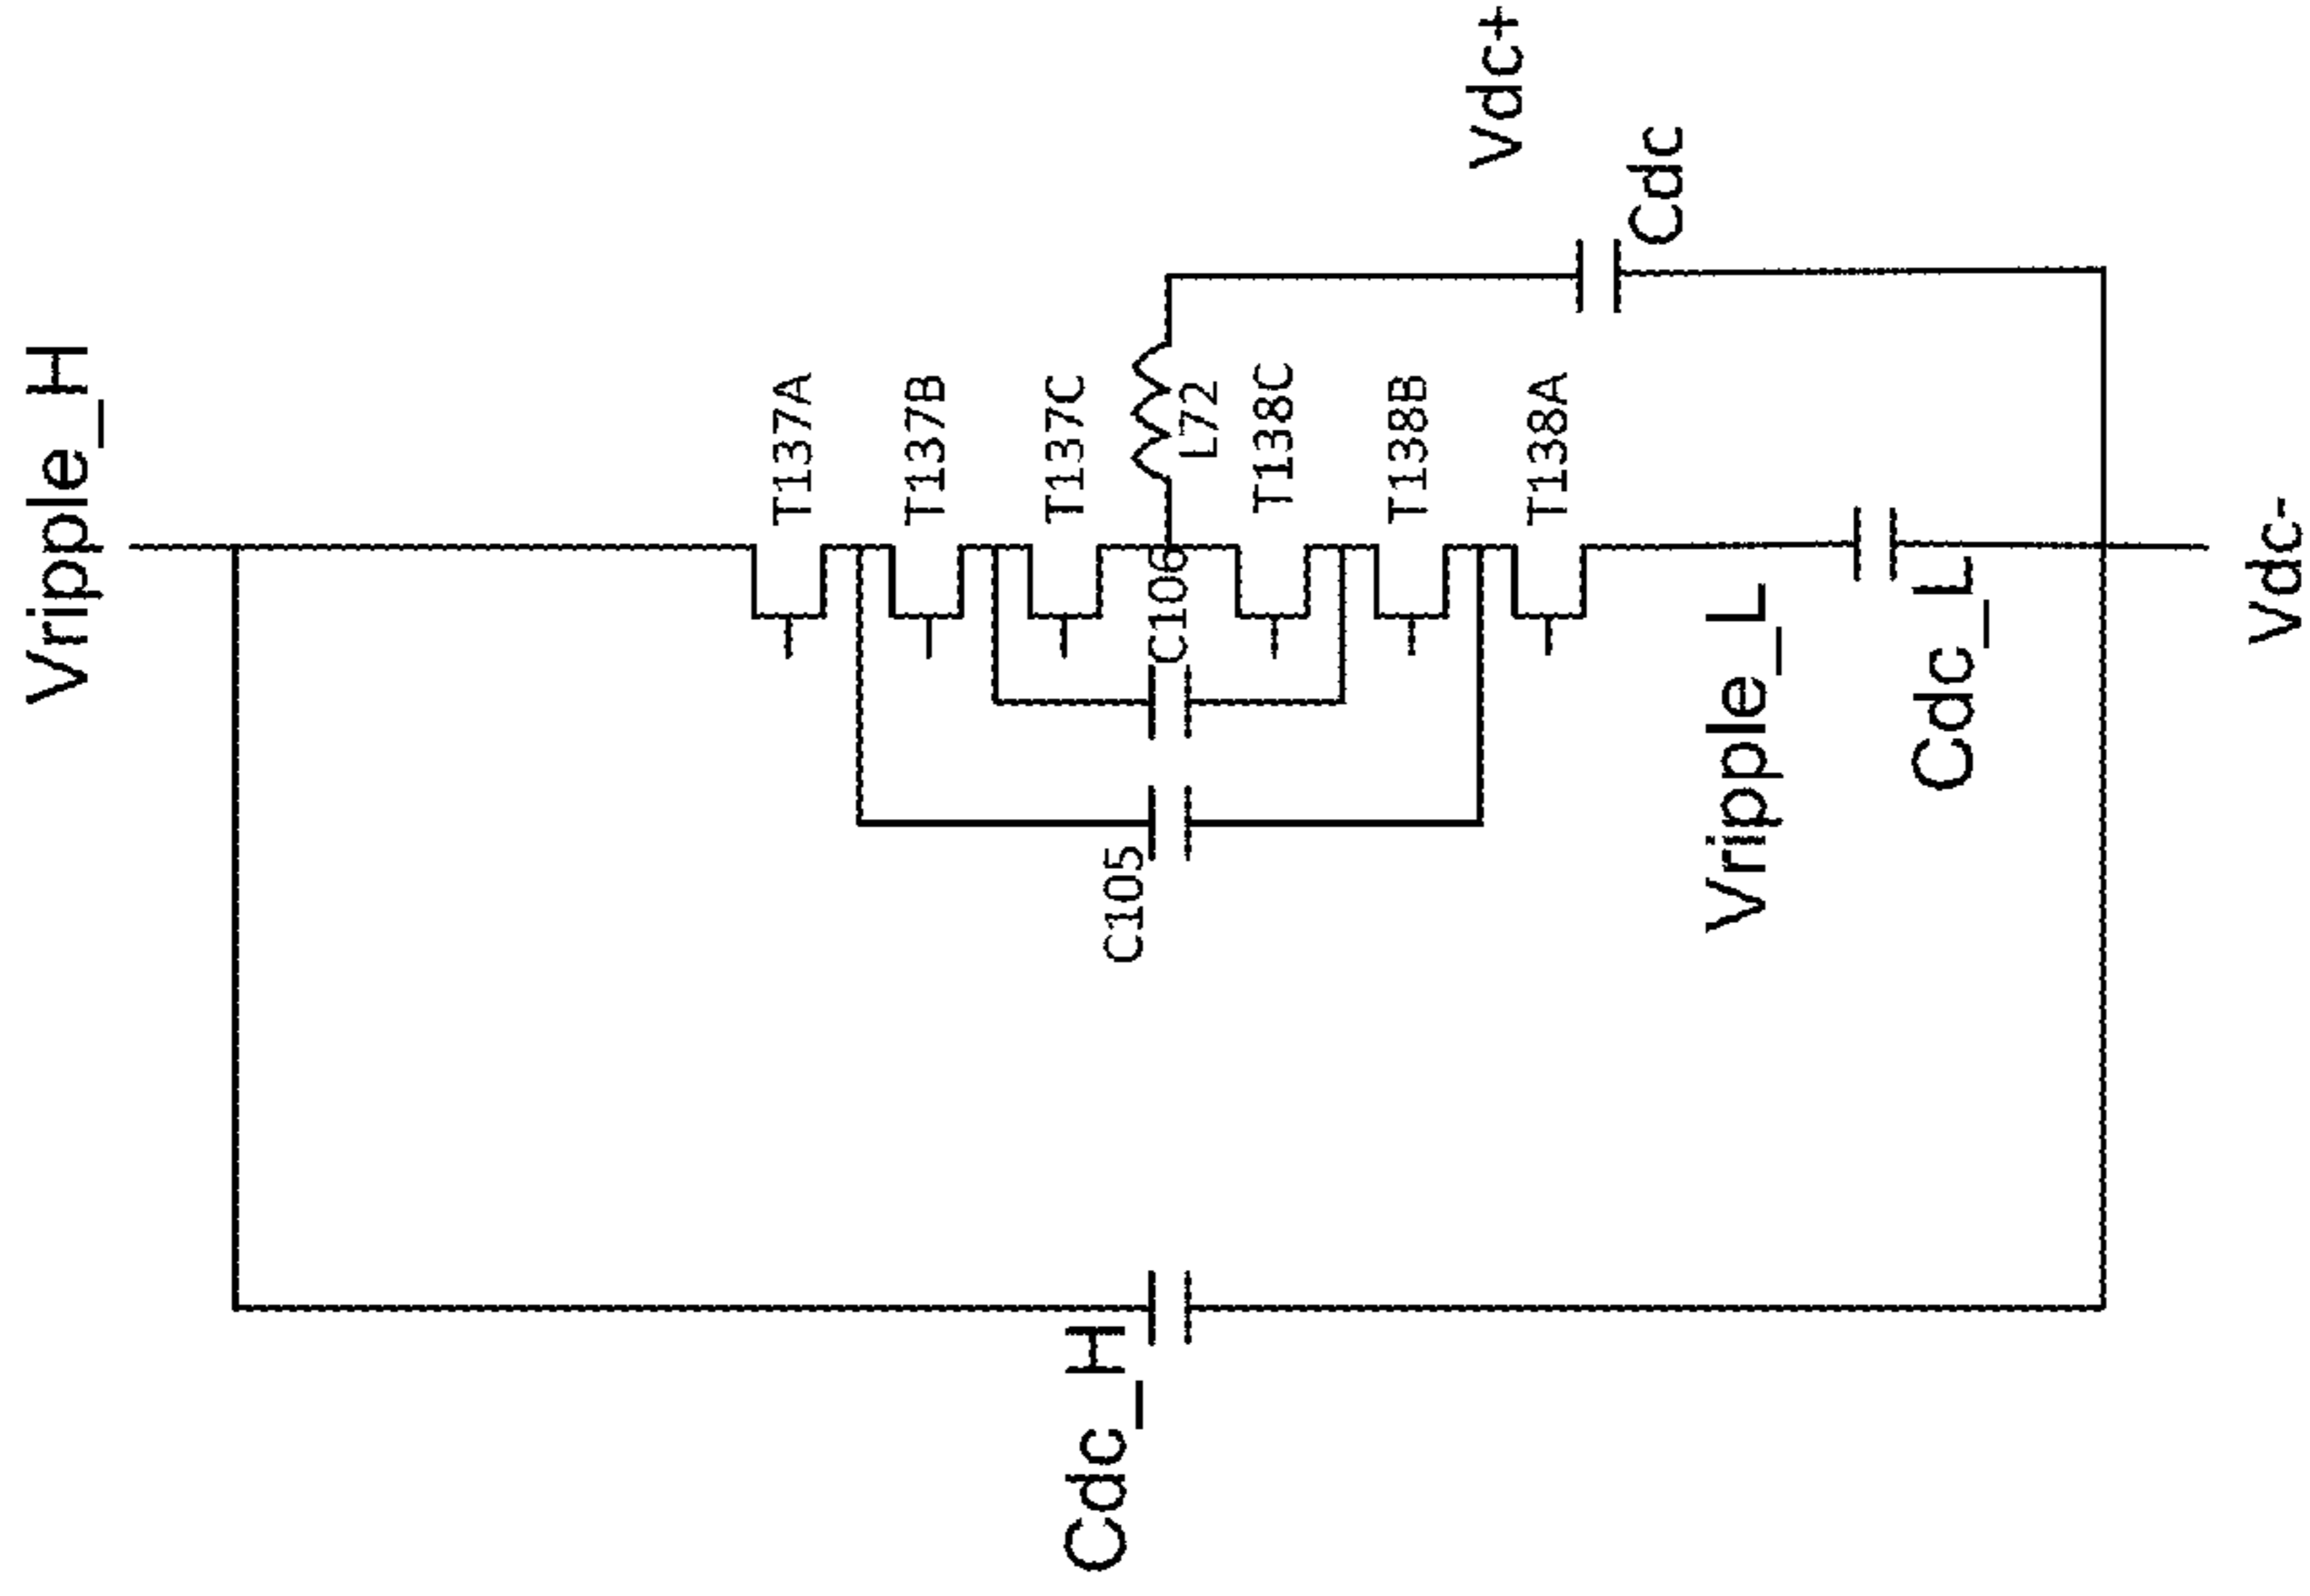 Vripple_H
T137A
T137B
T137C
L72
T138C
T138B
T138A
C106
C105
Vdc+
Cdc
Vripple_L
Cdc_L
Cdc_H
Vdc-